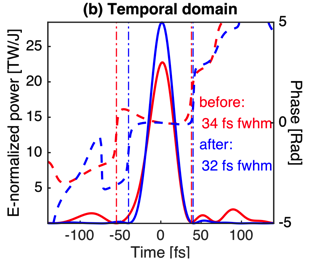 (b) Temporal domain
E-normalized power [TW/J]
25
20
15
10
5
5
0
-5
Phase [Rad]
before:
34 fs fwhm
after:
32 fs fwhm
-100
-50
0
50
100
Time [fs]